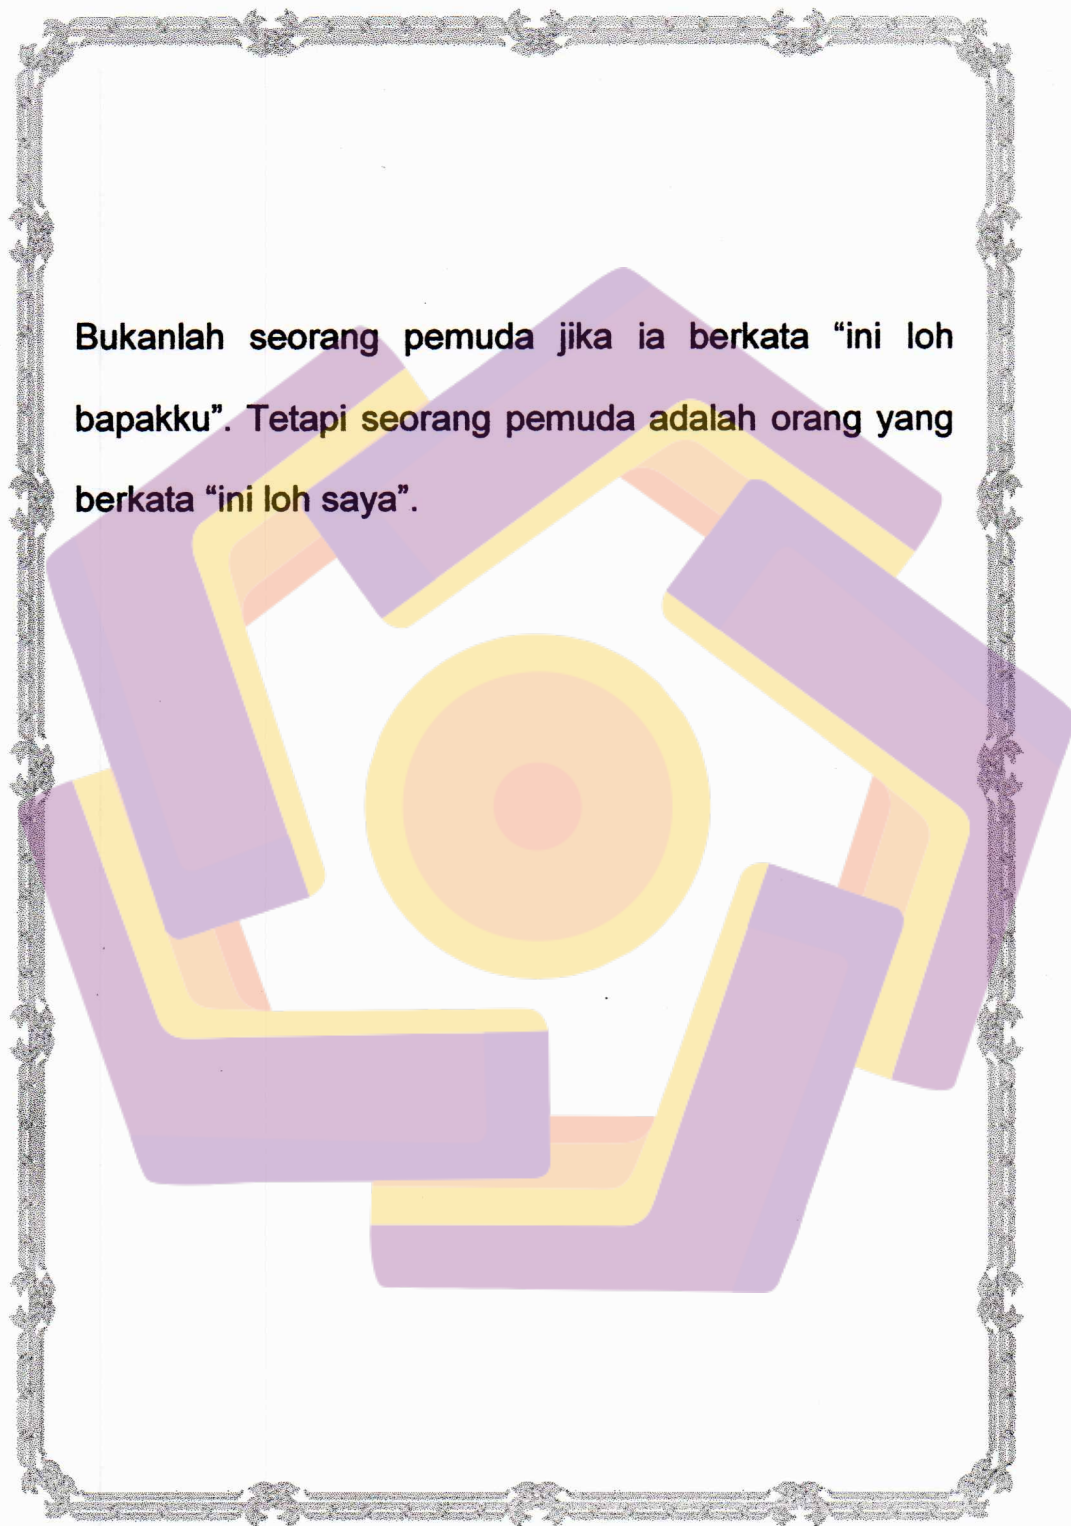 Bukanlah seorang pemuda jika ia berkata “ini loh
bapakku”. Tetapi seorang pemuda adalah orang yang
berkata “ini loh saya”.